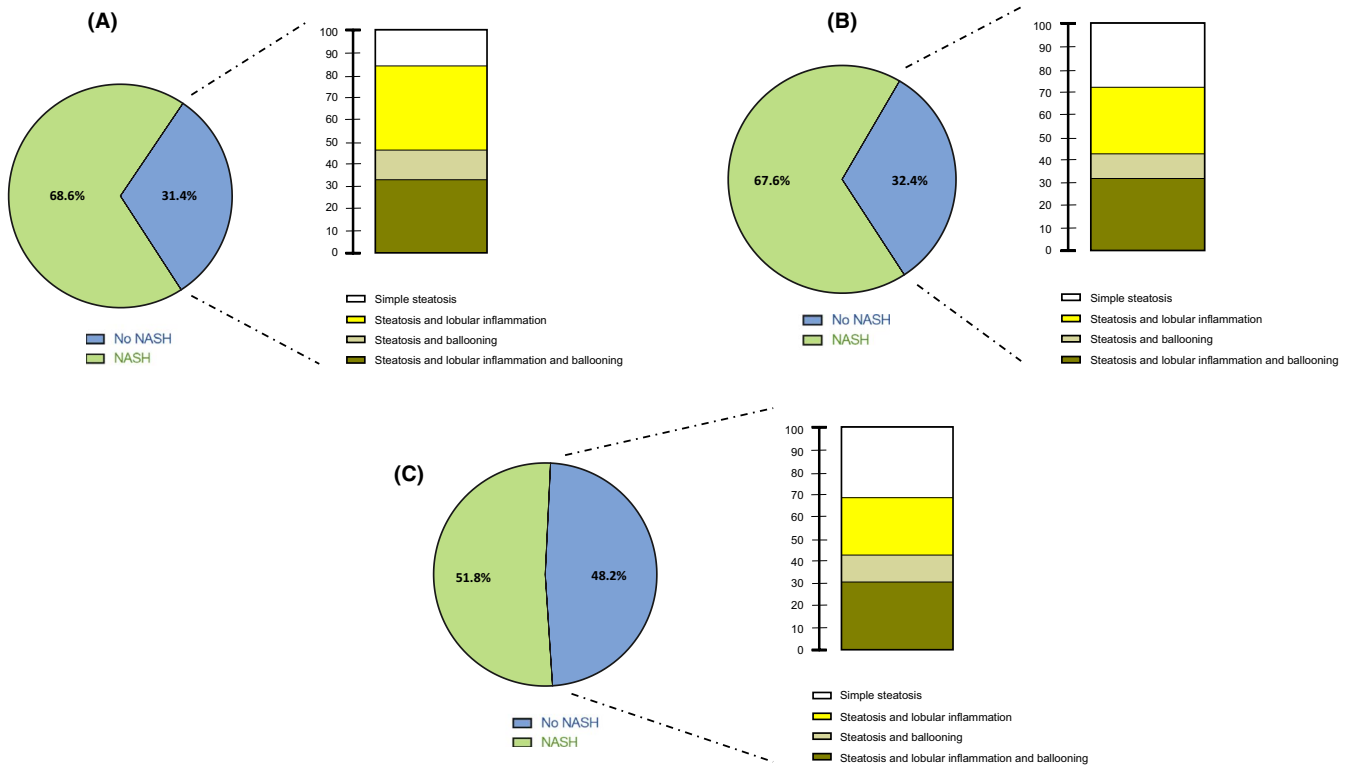 (A)
68.6%
31.4%
No NASH
NASH
100
90
80
70
60
50
40
30
20
10
0
Simple steatosis
Steatosis and lobular inflammation
Steatosis and ballooning
Steatosis and lobular inflammation and ballooning
(B)
67.6%
32.4%
No NASH
NASH
100
90
80
70
60
50
40
30
20
10
0
Simple steatosis
Steatosis and lobular inflammation
Steatosis and ballooning
Steatosis and lobular inflammation and ballooning
(C)
51.8%
48.2%
No NASH
NASH
100
90
80
70
60
50
40
30
20
10
0
Simple steatosis
Steatosis and lobular inflammation
Steatosis and ballooning
Steatosis and lobular inflammation and ballooning